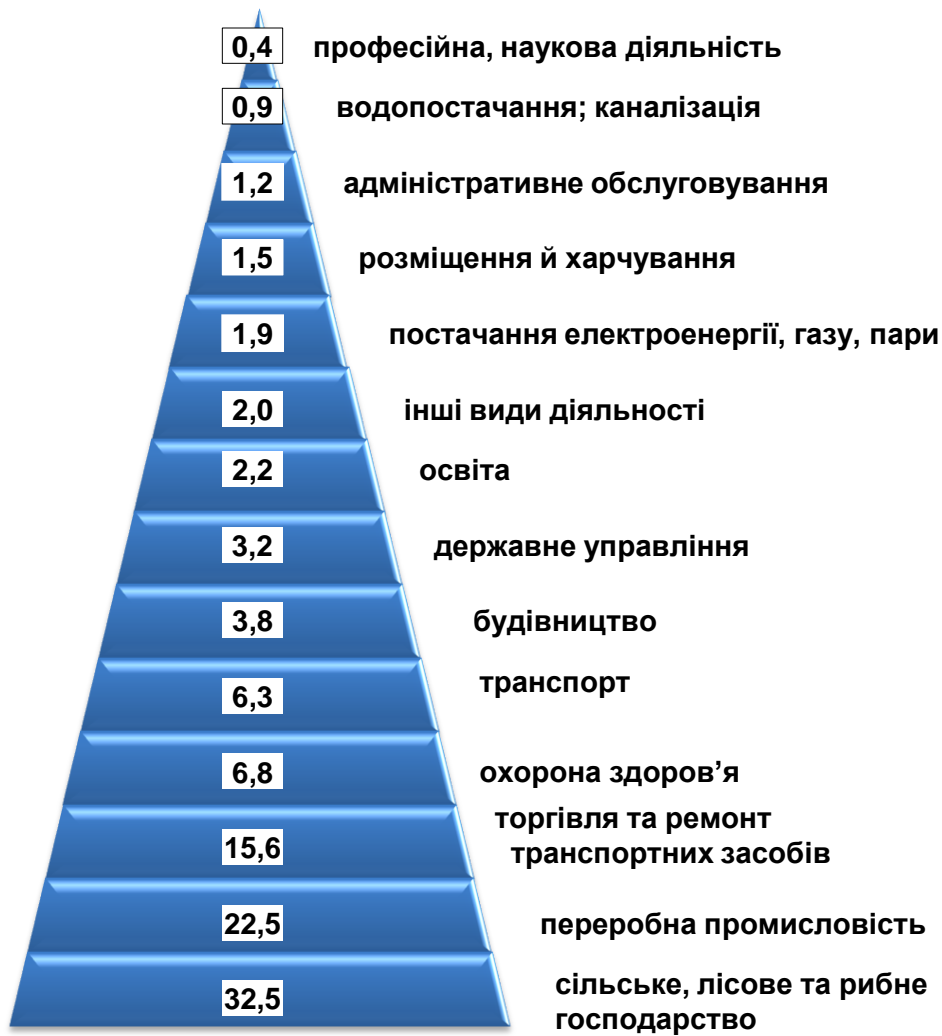 0,4 професійна, наукова діяльність
0,9 водопостачання; каналізація
1,2 адміністративне обслуговування
1,5 розміщення й харчування
1,9 постачання електроенергії, газу, пари
2,0 інші види діяльності
2,2 освіта
3,2 державне управління
3,8 будівництво
6,3 транспорт
6,8 охорона здоров’я
15,6 торгівля та ремонт
транспортних засобів
22,5 переробна промисловість
32,5 сільське, лісове та рибне
господарство